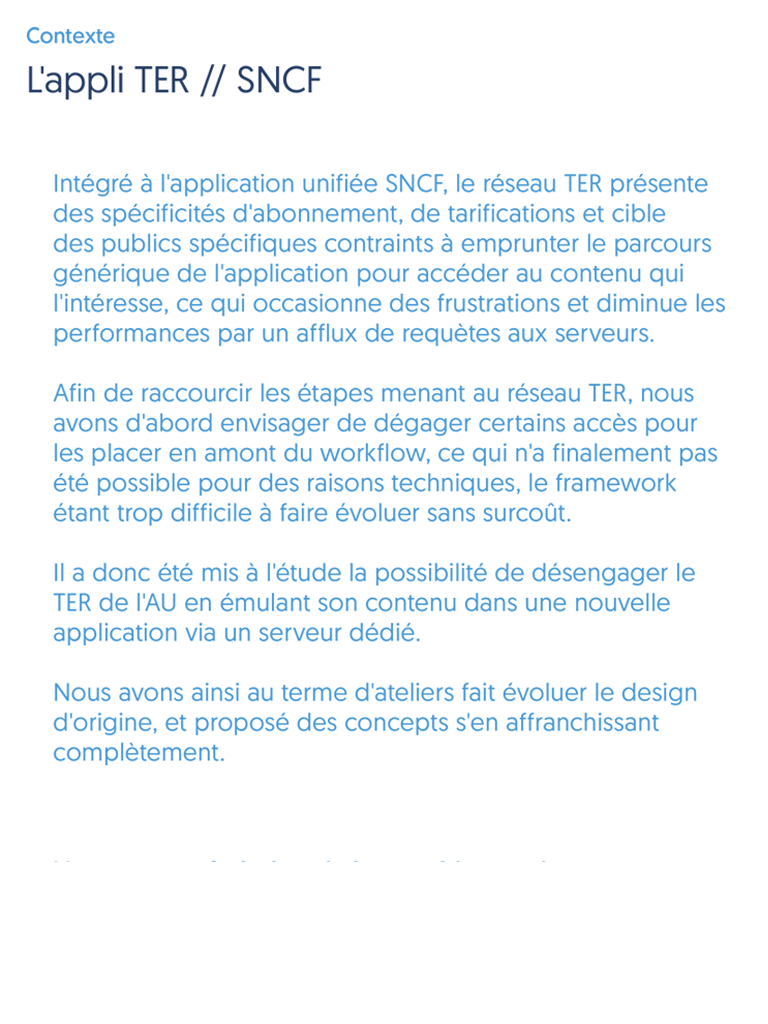 Contexte
L'appli TER // SNCF
Intégré à l'application unifiée SNCF, le réseau TER présente
des spécificités d'abonnement, de tarifications et cible
des publics spécifiques contraints à emprunter le parcours
générique de l'application pour accéder au contenu qui
l'intéresse, ce qui occasionne des frustrations et diminue les
performances par un afflux de requètes aux serveurs.
Afin de raccourcir les étapes menant au réseau TER, nous
avons d'abord envisager de dégager certains accès pour
les placer en amont du workflow, ce qui n'a finalement pas
été possible pour des raisons techniques, le framework
étant trop difficile à faire évoluer sans surcoût.
Il a donc été mis à l'étude la possibilité de désengager le
TER de l'AU en émulant son contenu dans une nouvelle
application via un serveur dédié.
Nous avons ainsi au terme d'ateliers fait évoluer le design
d'origine, et proposé des concepts s'en affranchissant
complètement.